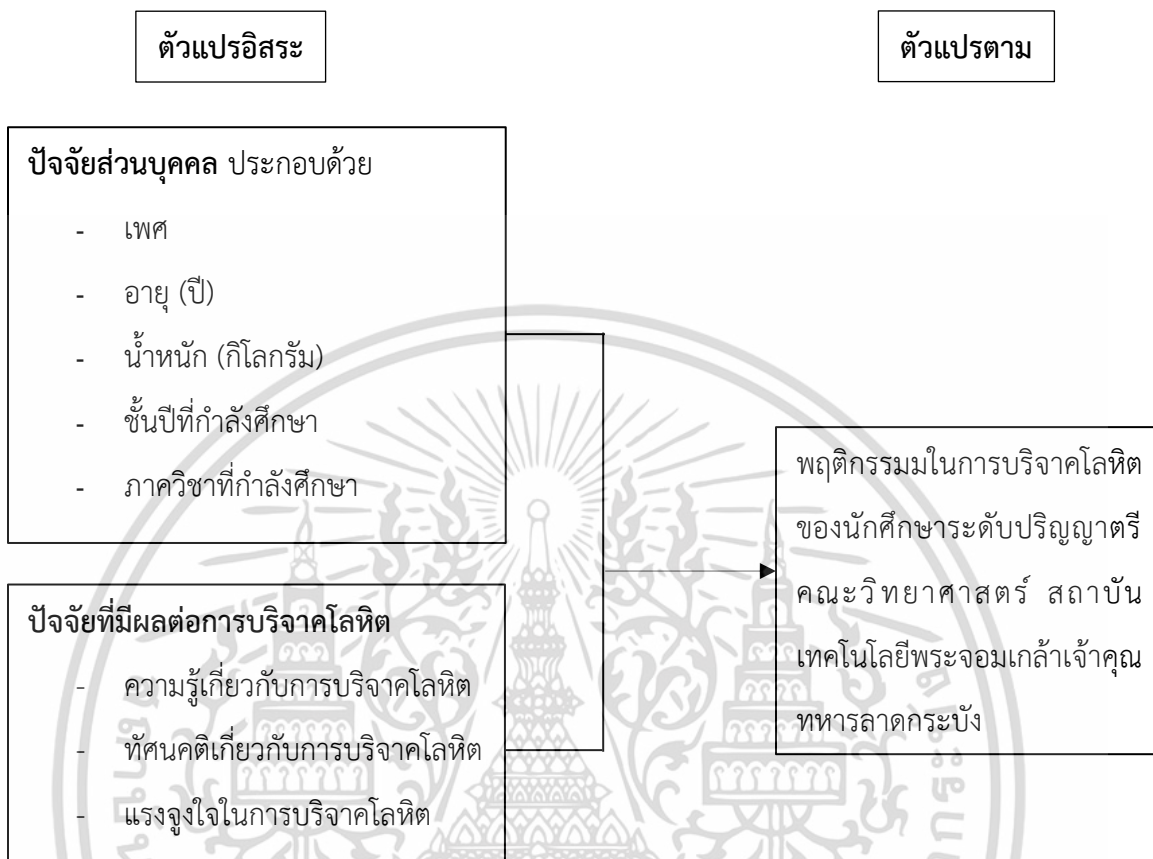 ตัวแปรอิสระ
ตัวแปรตาม
ปัจจัยส่วนบุคคล ประกอบด้วย
- เพศ
- อายุ (ปี)
- น้ำหนัก (กิโลกรัม)
- ชั้นปีที่กำลังศึกษา
- ภาควิชาที่กำลังศึกษา
ปัจจัยที่มีผลต่อการบริจาคโลหิต
- ความรู้เกี่ยวกับการบริจาคโลหิต
- ทัศนคติเกี่ยวกับการบริจาคโลหิต
- แรงจูงใจในการบริจาคโลหิต
พฤติกรรมมในการบริจาคโลหิต
ของนักศึกษาระดับปริญญาตรี
คณะวิทยาศาสตร์ สถาบัน
เทคโนโลยีพระจอมเกล้าเจ้าคุณ
ทหารลาดกระบัง